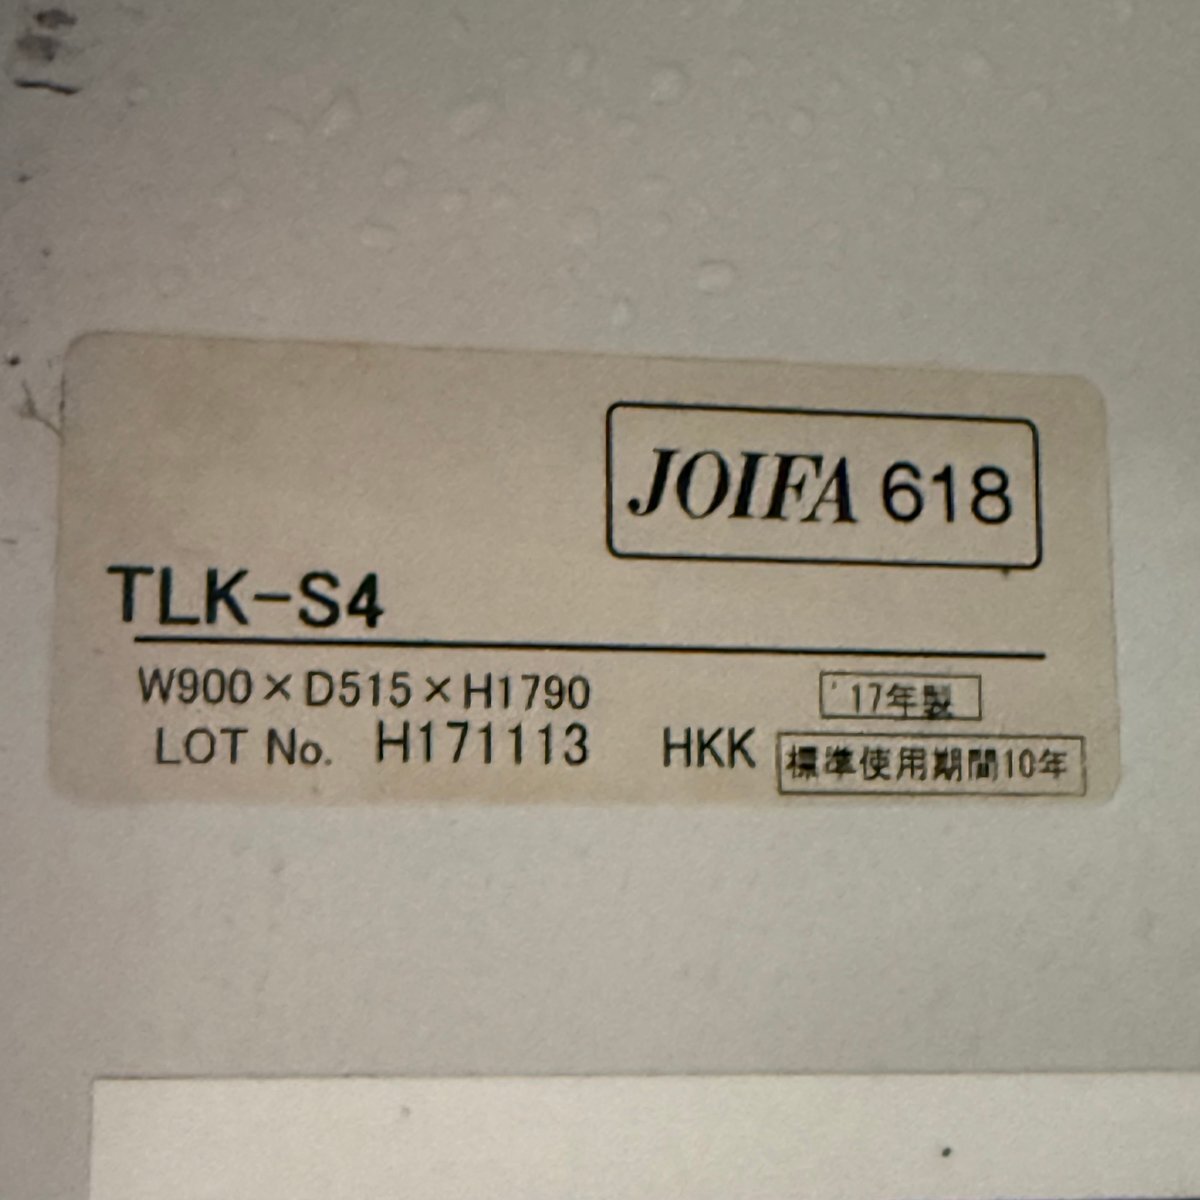 JOIFA 618
TLK-S4
W900×D515×H1790
'17年製
LOT No. H171113 HKK
標準使用期間10年